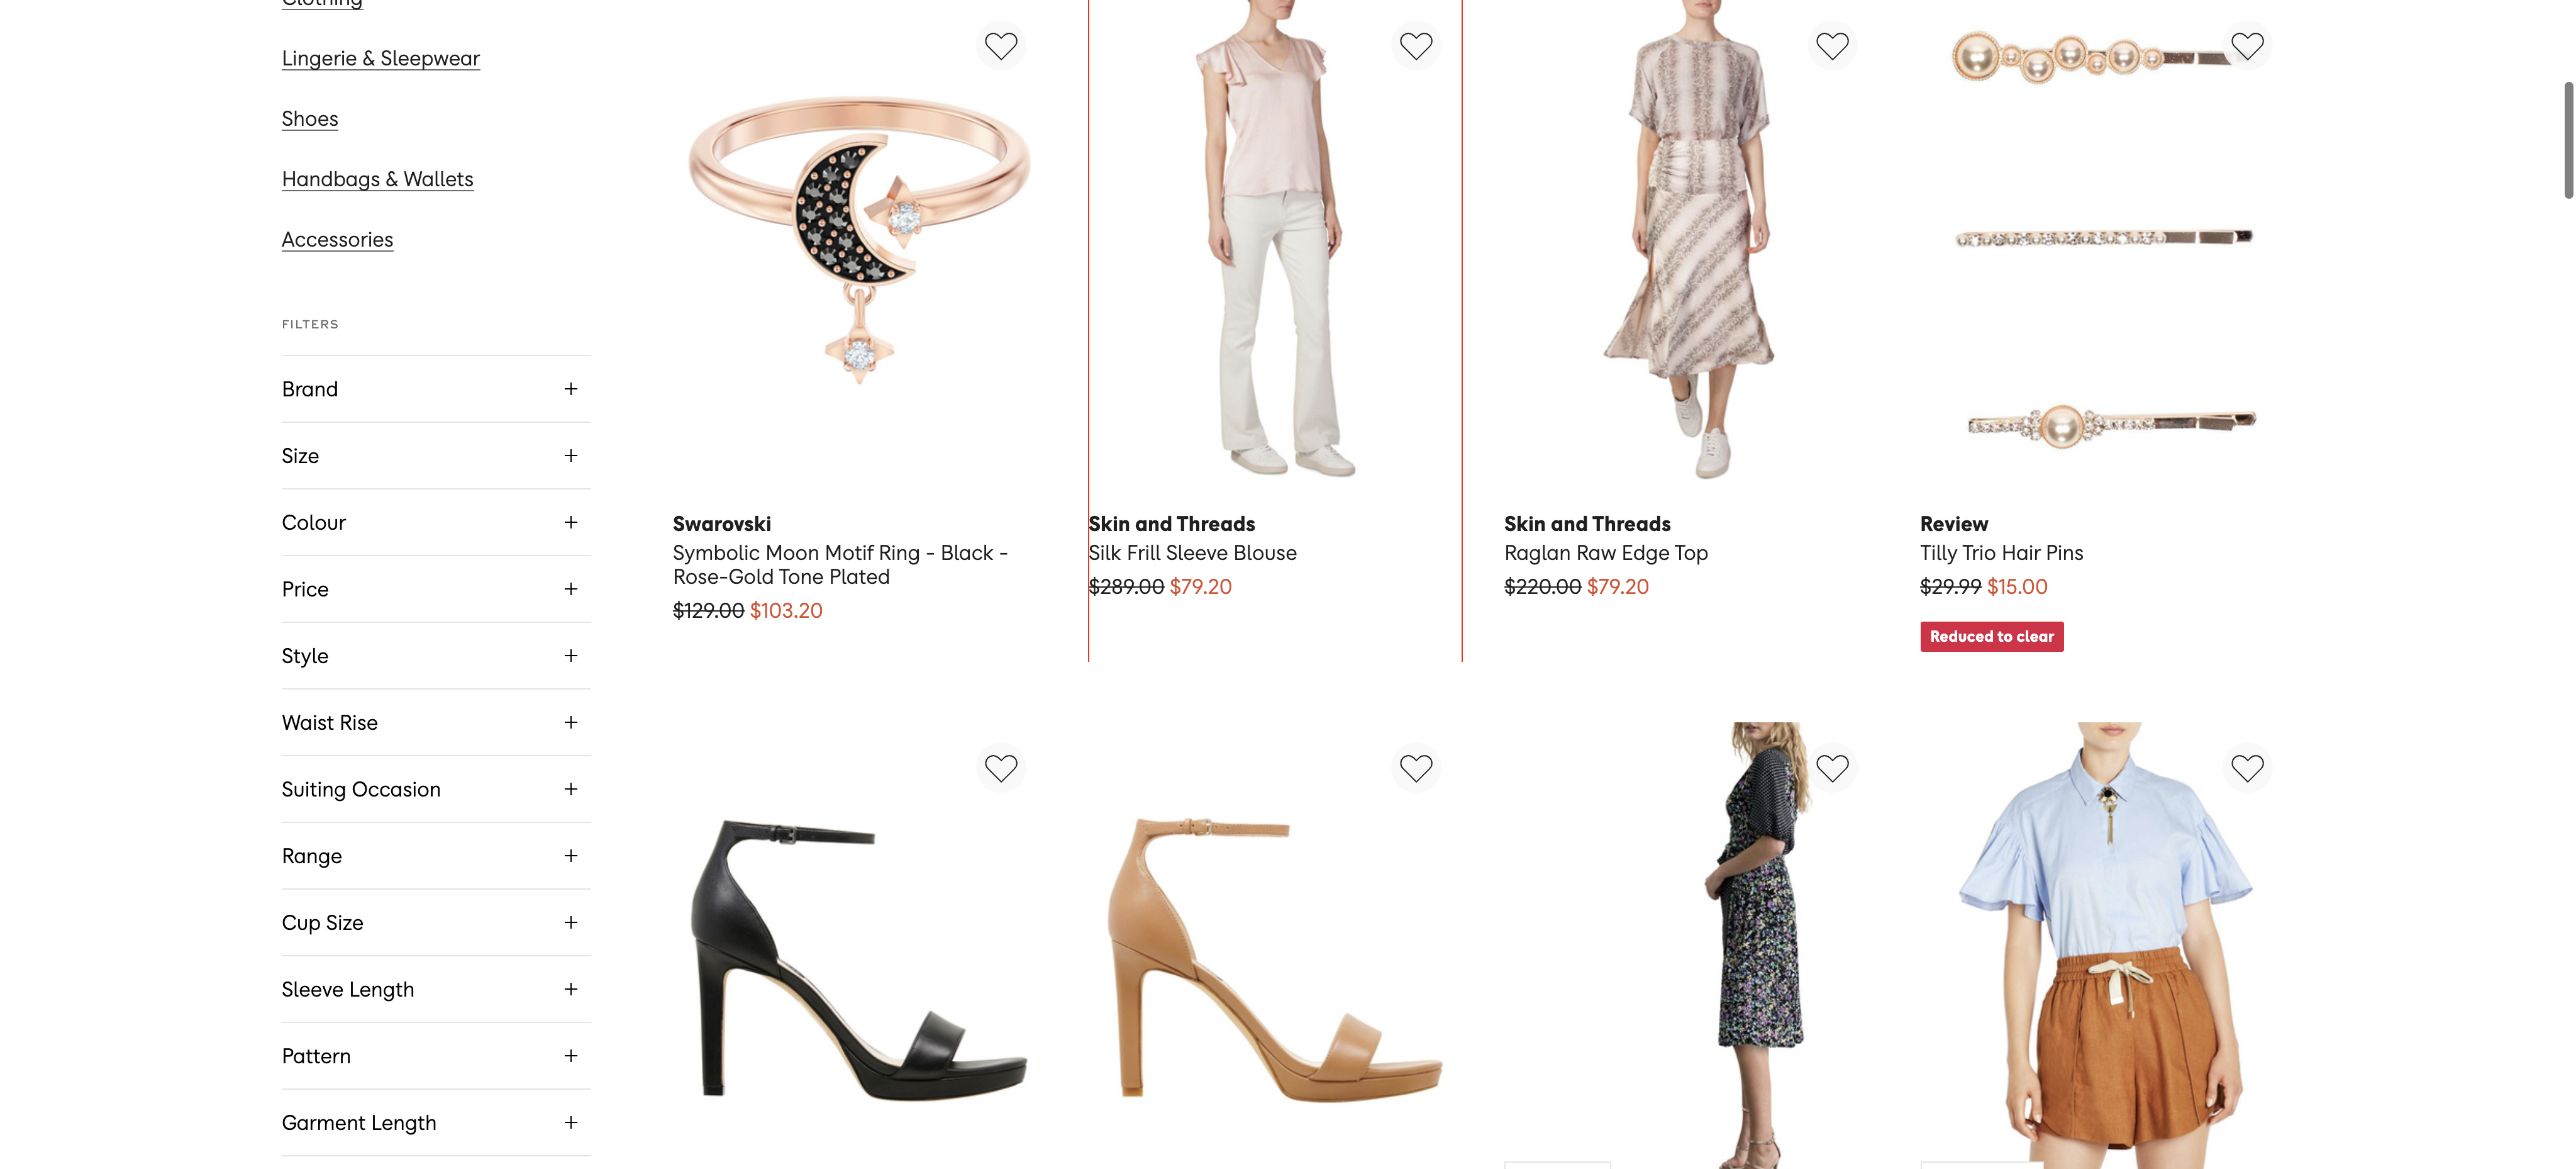 Clothing
Lingerie & Sleepwear
Shoes
Handbags & Wallets
Accessories
FILTERS
Brand
Size
Colour
Price
Style
Waist Rise
Suiting Occasion
Range
Cup Size
Sleeve Length
Pattern
Garment Length
Swarovski
Symbolic Moon Motif Ring - Black -
Rose-Gold Tone Plated
$129.00 $103.20
Skin and Threads
Silk Frill Sleeve Blouse
$289.00 $79.20
Skin and Threads
Raglan Raw Edge Top
$220.00 $79.20
Review
Tilly Trio Hair Pins
$29.99 $15.00
Reduced to clear